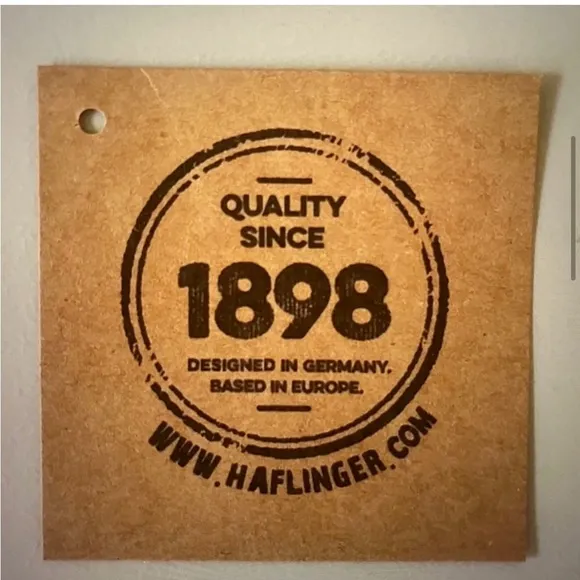 QUALITY
SINCE
1898
DESIGNED IN GERMANY.
BASED IN EUROPE.
WWW.HAFLINGER.COM